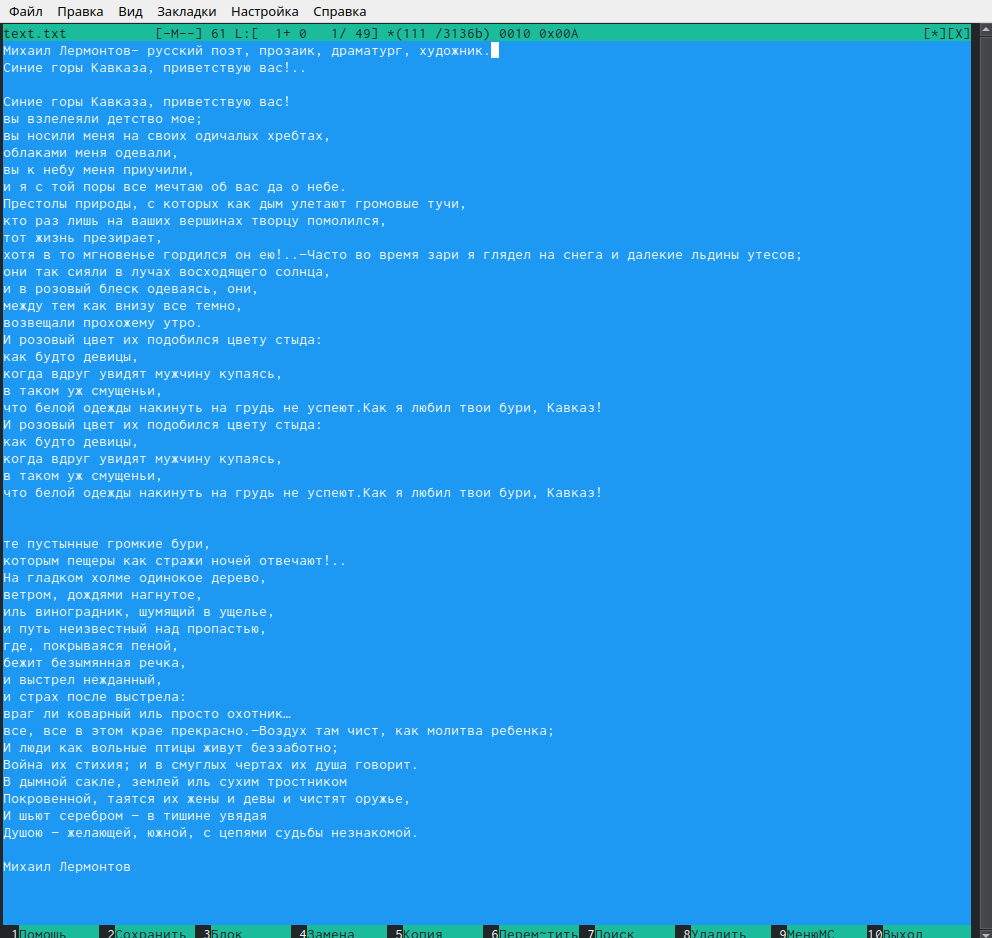 Файл Правка Вид Закладки Настройка Справка
text.txt [-M--] 61 L:[ 1+ 0 1/ 49] *(111 /3136b) 0010 0x00A [*][X]
Михаил Лермонтов- русский поэт, прозаик, драматург, художник.
Синие горы Кавказа, приветствую вас!..

Синие горы Кавказа, приветствую вас!
вы взлелеяли детство мое;
вы носили меня на своих одичалых хребтах,
облаками меня одевали,
вы к небу меня приучили,
и я с той поры все мечтаю об вас да о небе.
Престолы природы, с которых как дым улетают громовые тучи,
кто раз лишь на ваших вершинах творцу помолился,
тот жизнь презирает,
хотя в то мгновенье гордился он ею!..—Часто во время зари я глядел на снега и далекие льдины утесов;
они так сияли в лучах восходящего солнца,
и в розовый блеск одеваясь, они,
между тем как внизу все темно,
возвещали прохожему утро.
И розовый цвет их подобился цвету стыда:
как будто девицы,
когда вдруг увидят мужчину купаясь,
в таком уж смущеньи,
что белой одежды накинуть на грудь не успеют.Как я любил твои бури, Кавказ!
И розовый цвет их подобился цвету стыда:
как будто девицы,
когда вдруг увидят мужчину купаясь,
в таком уж смущеньи,
что белой одежды накинуть на грудь не успеют.Как я любил твои бури, Кавказ!

те пустынные громкие бури,
которым пещеры как стражи ночей отвечают!..
На гладком холме одинокое дерево,
ветром, дождями нагнутое,
иль виноградник, шумящий в ущелье,
и путь неизвестный над пропастью,
где, покрываяся пеной,
бежит безымянная речка,
и выстрел нежданный,
и страх после выстрела:
враг ли коварный иль просто охотник…
все, все в этом крае прекрасно.—Воздух там чист, как молитва ребенка;
И люди как вольные птицы живут беззаботно;
Война их стихия; и в смуглых чертах их душа говорит.
В дымной сакле, землей иль сухим тростником
Покровенной, таятся их жены и девы и чистят оружье,
И шьют серебром — в тишине увядая
Душою — желающей, южной, с цепями судьбы незнакомой.

Михаил Лермонтов
1Помощь 2Сохранить 3Блок 4Замена 5Копия 6Перем~тить 7Поиск 8Удалить 9МенюMC 10Выход